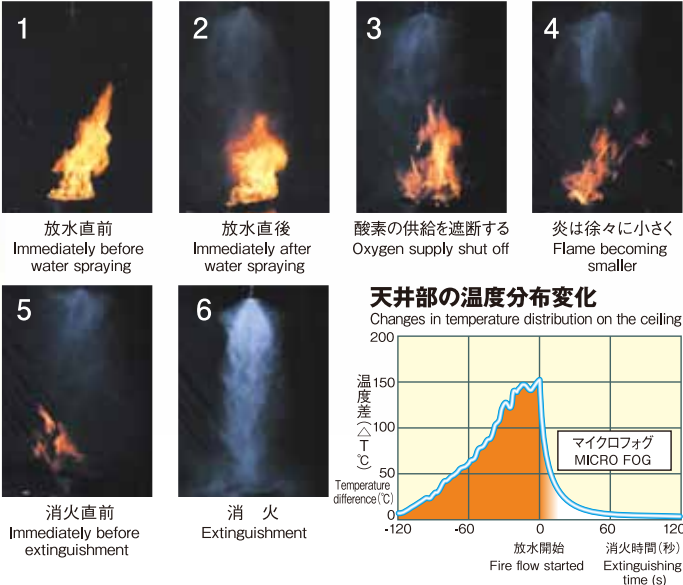 1
放水直前
Immediately before
water spraying
2
放水直後
Immediately after
water spraying
3
酸素の供給を遮断する
Oxygen supply shut off
4
炎は徐々に小さく
Flame becoming
smaller
5
消火直前
Immediately before
extinguishment
6
消 火
Extinguishment
天井部の温度分布変化
Changes in temperature distribution on the ceiling
200
150
100
50
0
温度差(△T℃)
Temperature
difference(℃)
マイクロフォグ
MICRO FOG
-120
-60
0
60
120
放水開始
Fire flow started
消火時間(秒)
Extinguishing
time (s)